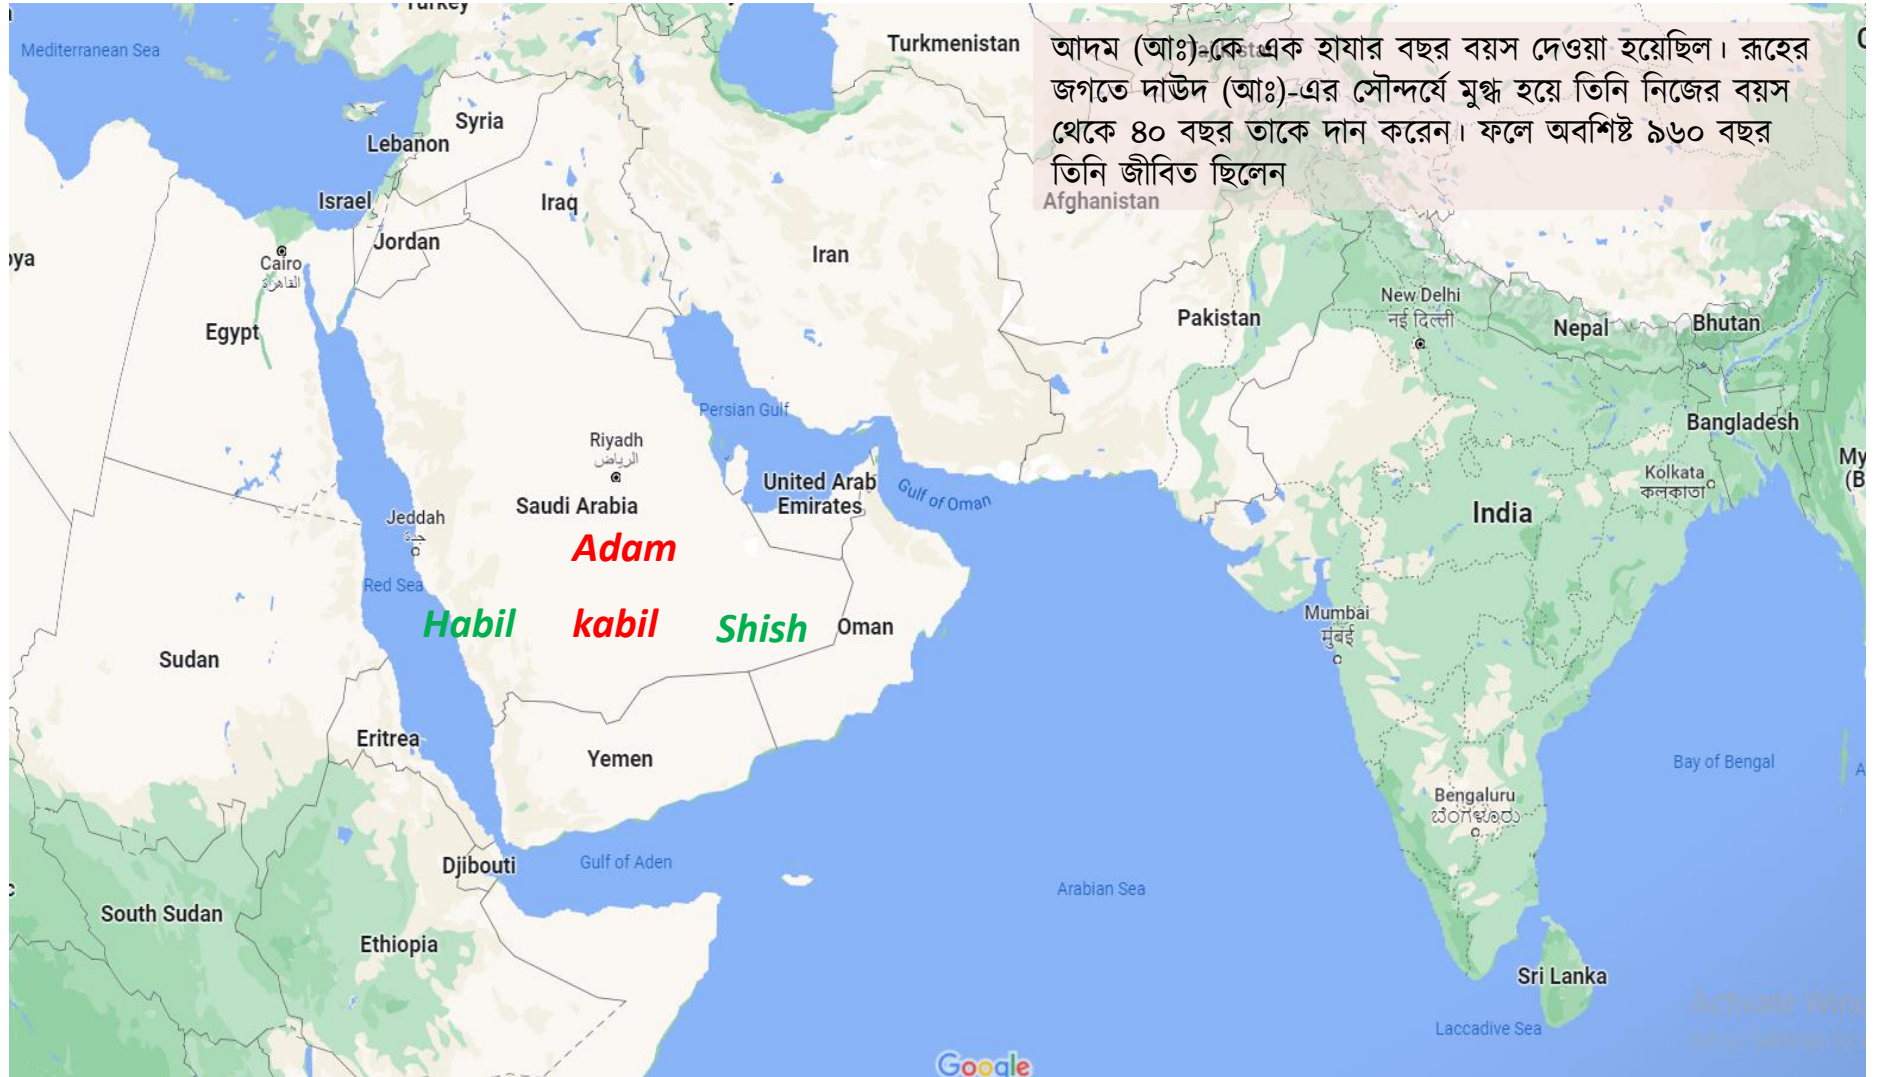 Turkey
Mediterranean Sea
Turkmenistan
আদম (আঃ)-কে এক হাযার বছর বয়স দেওয়া হয়েছিল। রূহের
জগতে দাঊদ (আঃ)-এর সৌন্দর্যে মুগ্ধ হয়ে তিনি নিজের বয়স
থেকে ৪০ বছর তাকে দান করেন। ফলে অবশিষ্ট ৯৬০ বছর
তিনি জীবিত ছিলেন
Syria
Lebanon
Israel
Iraq
Afghanistan
Jordan
Iran
Cairo
القاهرة
ya
Egypt
Pakistan
New Delhi
नई दिल्ली
Nepal
Bhutan
Persian Gulf
Bangladesh
Riyadh
الرياض
United Arab
Emirates
Gulf of Oman
Kolkata
কলকাতা
My
(B
Saudi Arabia
India
Jeddah
جدة
Adam
Red Sea
Habil
kabil
Shish
Oman
Mumbai
मुंबई
Sudan
Eritrea
Yemen
Bay of Bengal
A
Bengaluru
ಬೆಂಗಳೂರು
Djibouti
Gulf of Aden
Arabian Sea
South Sudan
Ethiopia
Sri Lanka
Laccadive Sea
Google